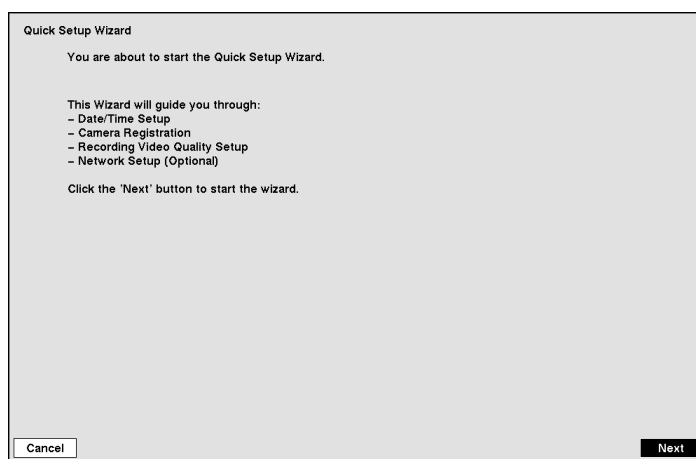 Quick Setup Wizard
You are about to start the Quick Setup Wizard.
This Wizard will guide you through:
– Date/Time Setup
– Camera Registration
– Recording Video Quality Setup
– Network Setup (Optional)
Click the 'Next' button to start the wizard.
Cancel
Next